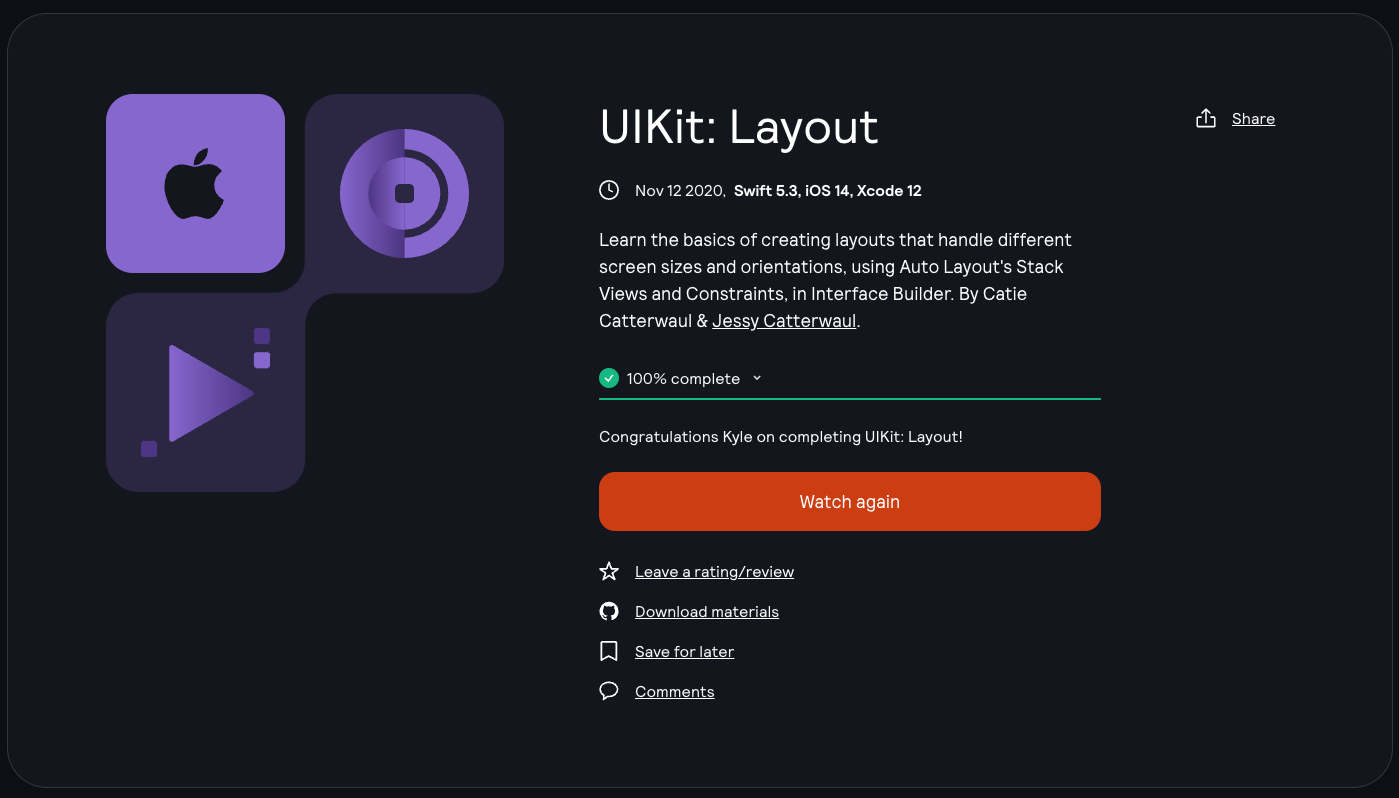 UIKit: Layout
Share
Nov 12 2020, Swift 5.3, iOS 14, Xcode 12
Learn the basics of creating layouts that handle different
screen sizes and orientations, using Auto Layout's Stack
Views and Constraints, in Interface Builder. By Catie
Catterwaul & Jessy Catterwaul.
100% complete
Congratulations Kyle on completing UIKit: Layout!
Watch again
Leave a rating/review
Download materials
Save for later
Comments